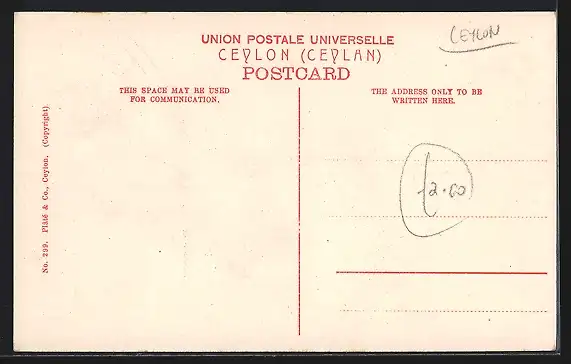 UNION POSTALE UNIVERSELLE
CEYLON (CEYLAN)
POSTCARD
CEYLON
THIS SPACE MAY BE USED
FOR COMMUNICATION.
THE ADDRESS ONLY TO BE
WRITTEN HERE.
£2.60
No. 299. Plâté & Co., Ceylon. (Copyright)